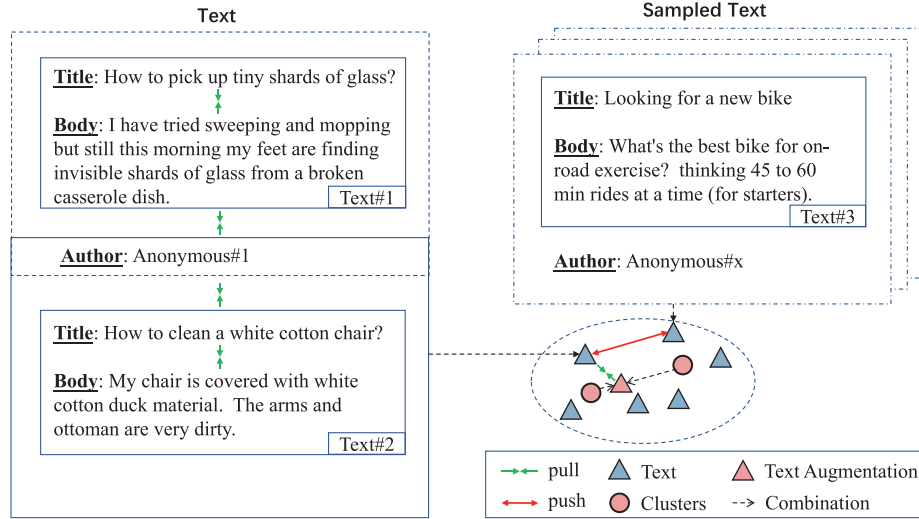 Text
Title: How to pick up tiny shards of glass?
Body: I have tried sweeping and mopping
but still this morning my feet are finding
invisible shards of glass from a broken
casserole dish.
Text#1
Author: Anonymous#1
Title: How to clean a white cotton chair?
Body: My chair is covered with white
cotton duck material.  The arms and
ottoman are very dirty.
Text#2
Sampled Text
Title: Looking for a new bike
Body: What's the best bike for on-
road exercise?  thinking 45 to 60
min rides at a time (for starters).
Text#3
Author: Anonymous#x
pull
Text
Text Augmentation
push
Clusters
Combination